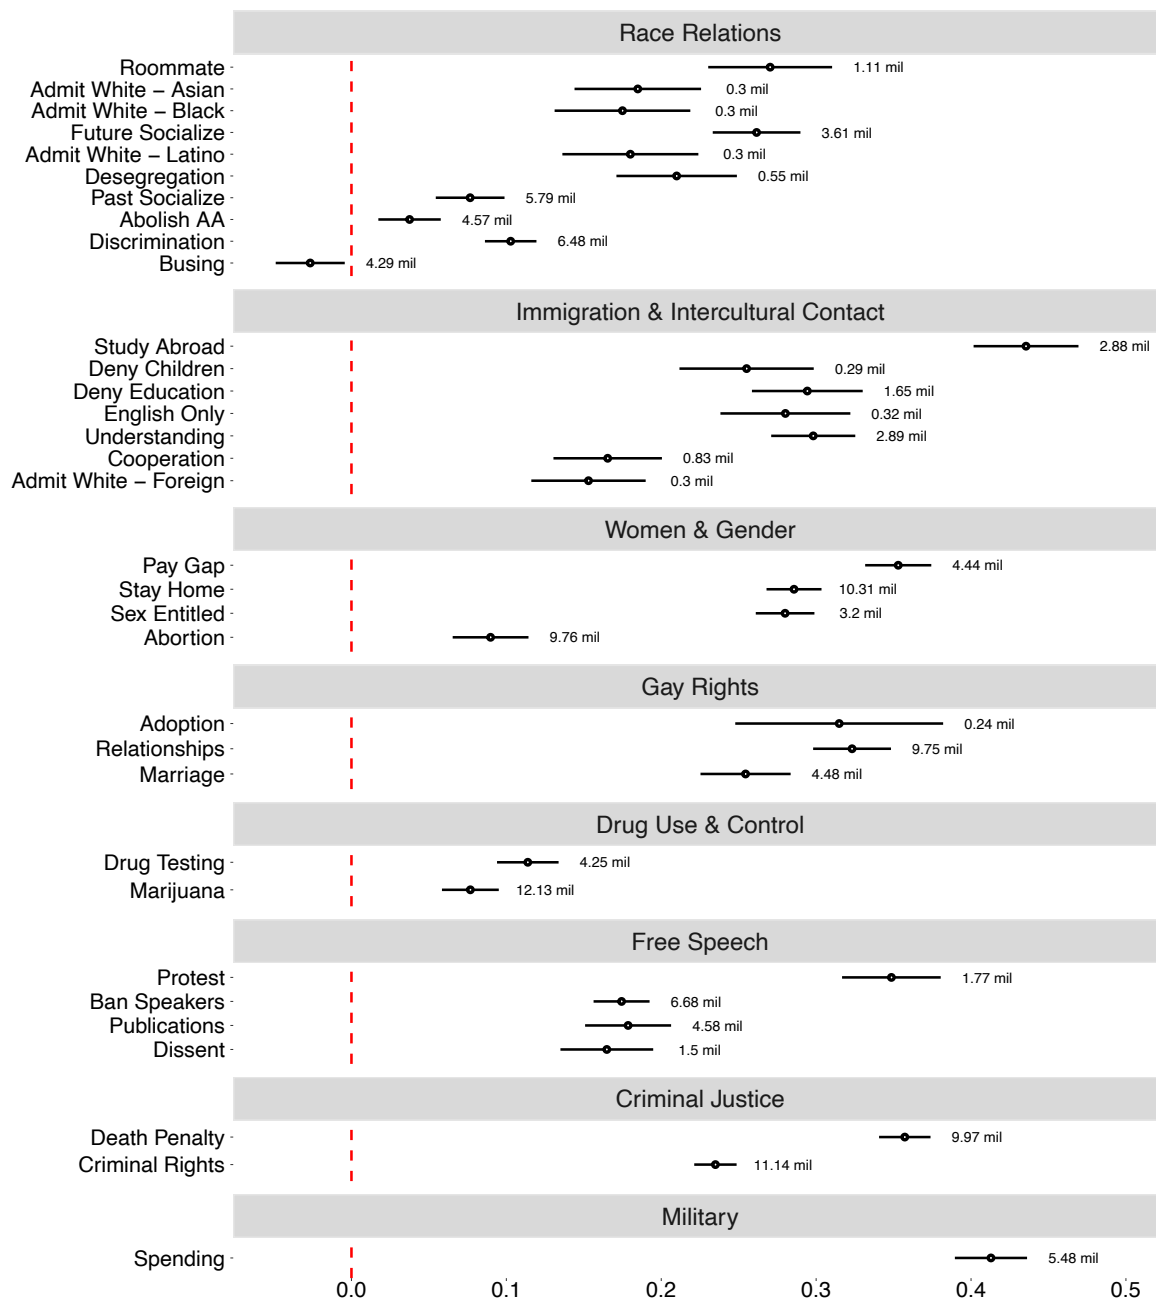 Race Relations
Roommate 1.11 mil
Admit White − Asian 0.3 mil
Admit White − Black 0.3 mil
Future Socialize 3.61 mil
Admit White − Latino 0.3 mil
Desegregation 0.55 mil
Past Socialize 5.79 mil
Abolish AA 4.57 mil
Discrimination 6.48 mil
Busing 4.29 mil
Immigration & Intercultural Contact
Study Abroad 2.88 mil
Deny Children 0.29 mil
Deny Education 1.65 mil
English Only 0.32 mil
Understanding 2.89 mil
Cooperation 0.83 mil
Admit White − Foreign 0.3 mil
Women & Gender
Pay Gap 4.44 mil
Stay Home 10.31 mil
Sex Entitled 3.2 mil
Abortion 9.76 mil
Gay Rights
Adoption 0.24 mil
Relationships 9.75 mil
Marriage 4.48 mil
Drug Use & Control
Drug Testing 4.25 mil
Marijuana 12.13 mil
Free Speech
Protest 1.77 mil
Ban Speakers 6.68 mil
Publications 4.58 mil
Dissent 1.5 mil
Criminal Justice
Death Penalty 9.97 mil
Criminal Rights 11.14 mil
Military
Spending 5.48 mil
0.0 0.1 0.2 0.3 0.4 0.5